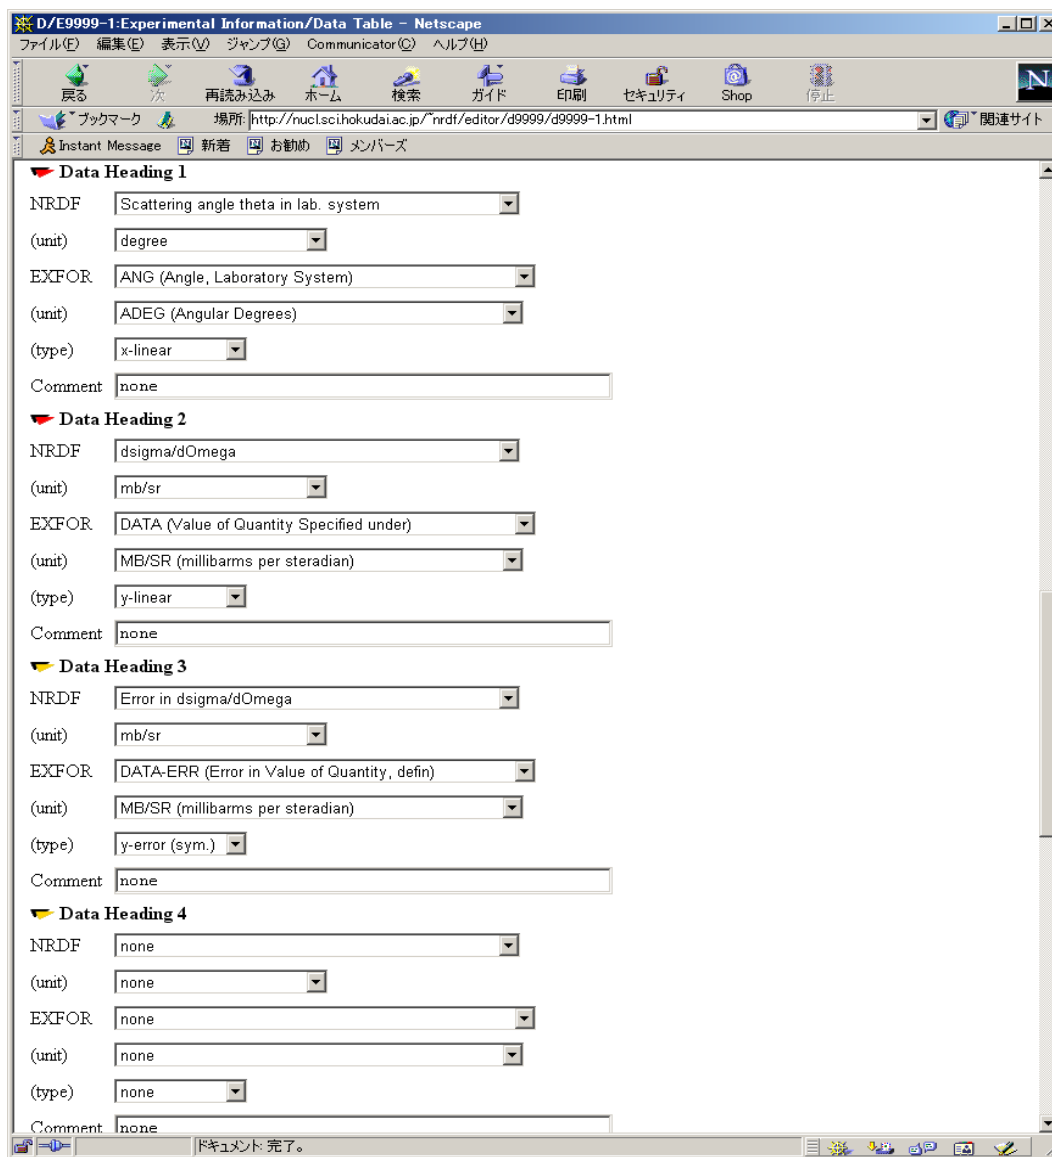 D/E9999-1:Experimental Information/Data Table - Netscape
ファイル(F) 編集(E) 表示(V) ジャンプ(G) Communicator(C) ヘルプ(H)
戻る 次 再読み込み ホーム 検索 ガイド 印刷 セキュリティ Shop 停止 N
ブックマーク 場所: http://nucl.sci.hokudai.ac.jp/~nrdf/editor/d9999/d9999-1.html 関連サイト
Instant Message 新着 お勧め メンバーズ
Data Heading 1
NRDF Scattering angle theta in lab. system
(unit) degree
EXFOR ANG (Angle, Laboratory System)
(unit) ADEG (Angular Degrees)
(type) x-linear
Comment none
Data Heading 2
NRDF dsigma/dOmega
(unit) mb/sr
EXFOR DATA (Value of Quantity Specified under)
(unit) MB/SR (millibarms per steradian)
(type) y-linear
Comment none
Data Heading 3
NRDF Error in dsigma/dOmega
(unit) mb/sr
EXFOR DATA-ERR (Error in Value of Quantity, defin)
(unit) MB/SR (millibarms per steradian)
(type) y-error (sym.)
Comment none
Data Heading 4
NRDF none
(unit) none
EXFOR none
(unit) none
(type) none
Comment none
ドキュメント: 完了。